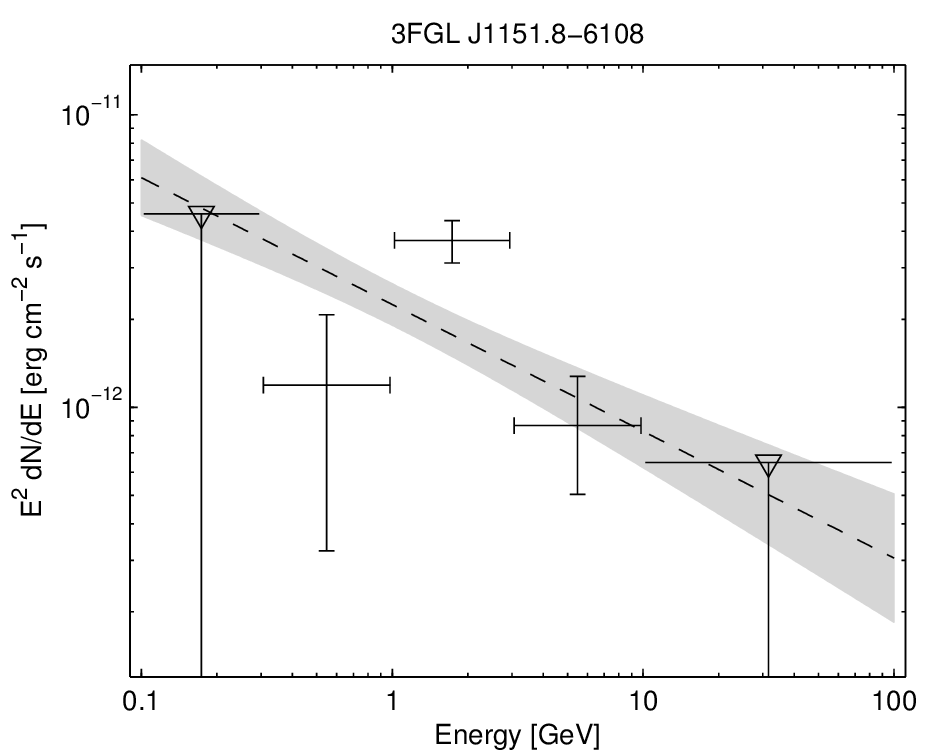 3FGL J1151.8−6108
E² dN/dE [erg cm⁻² s⁻¹]
10⁻¹¹
10⁻¹²
0.1 1 10 100
Energy [GeV]